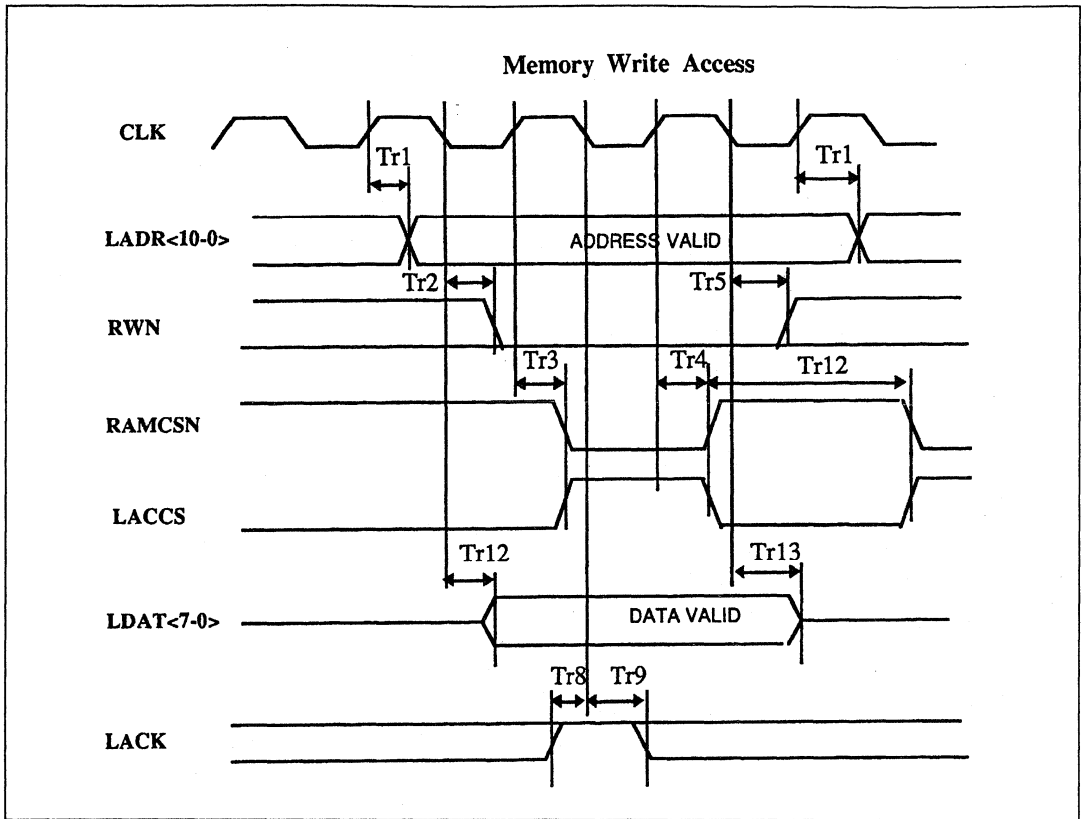 Memory Write Access
CLK
Tr1
Tr1
LADR<10-0>
ADDRESS VALID
Tr2
Tr5
RWN
Tr3
Tr4
Tr12
RAMCSN
LACCS
Tr12
Tr13
LDAT<7-0>
DATA VALID
Tr8
Tr9
LACK